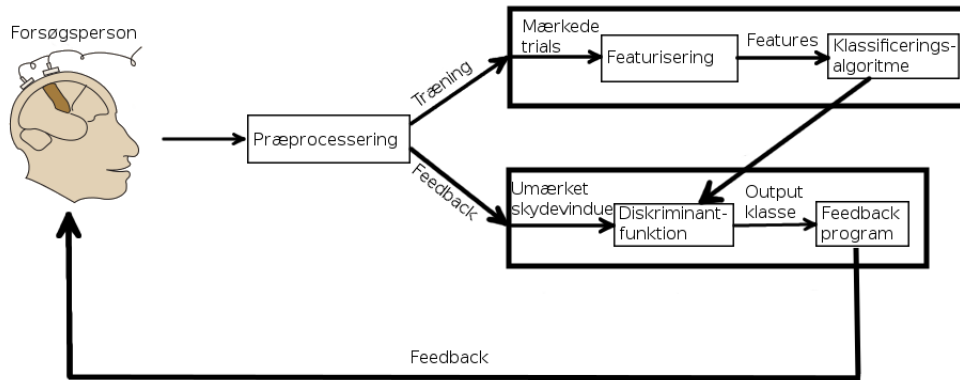 Forsøgsperson
Præprocessering
Træning
Mærkede
trials
Featurisering
Features
Klassificerings-
algoritme
Feedback
Umærket
skydevindue
Diskriminant-
funktion
Output
klasse
Feedback
program
Feedback